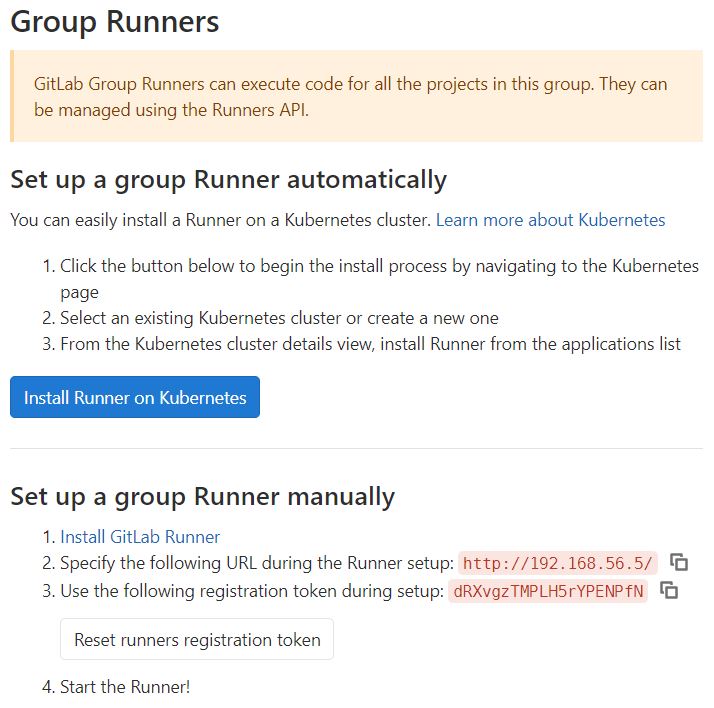 Group Runners
GitLab Group Runners can execute code for all the projects in this group. They can
be managed using the Runners API.
Set up a group Runner automatically
You can easily install a Runner on a Kubernetes cluster. Learn more about Kubernetes
1. Click the button below to begin the install process by navigating to the Kubernetes
page
2. Select an existing Kubernetes cluster or create a new one
3. From the Kubernetes cluster details view, install Runner from the applications list
Install Runner on Kubernetes
Set up a group Runner manually
1. Install GitLab Runner
2. Specify the following URL during the Runner setup: http://192.168.56.5/
3. Use the following registration token during setup: dRXvgzTMPLH5rYPENPfN
Reset runners registration token
4. Start the Runner!